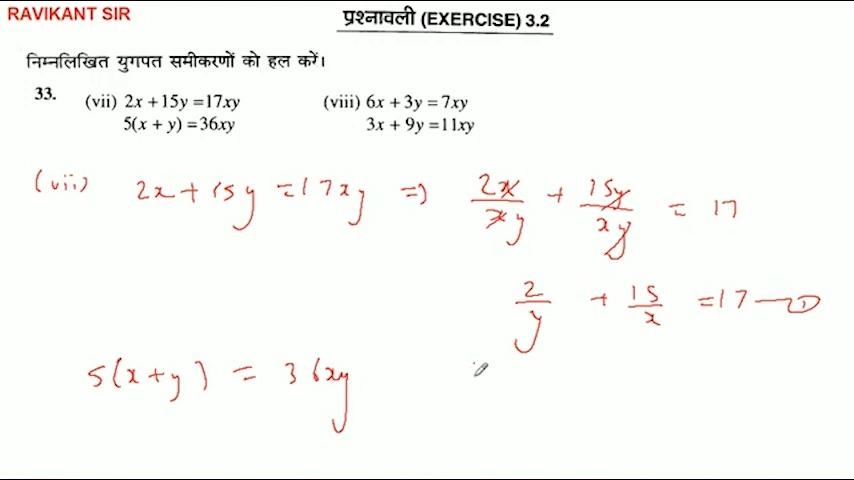 RAVIKANT SIR
प्रश्नावली (EXERCISE) 3.2
निम्नलिखित युगपत समीकरणों को हल करें।
33. (vii) 2x + 15y = 17xy (viii) 6x + 3y = 7xy
5(x + y) = 36xy 3x + 9y = 11xy
(vii) 2x + 15y = 17xy ⇒ 2x/xy + 15y/xy = 17
2/y + 15/x = 17 — ①
5(x + y) = 36xy